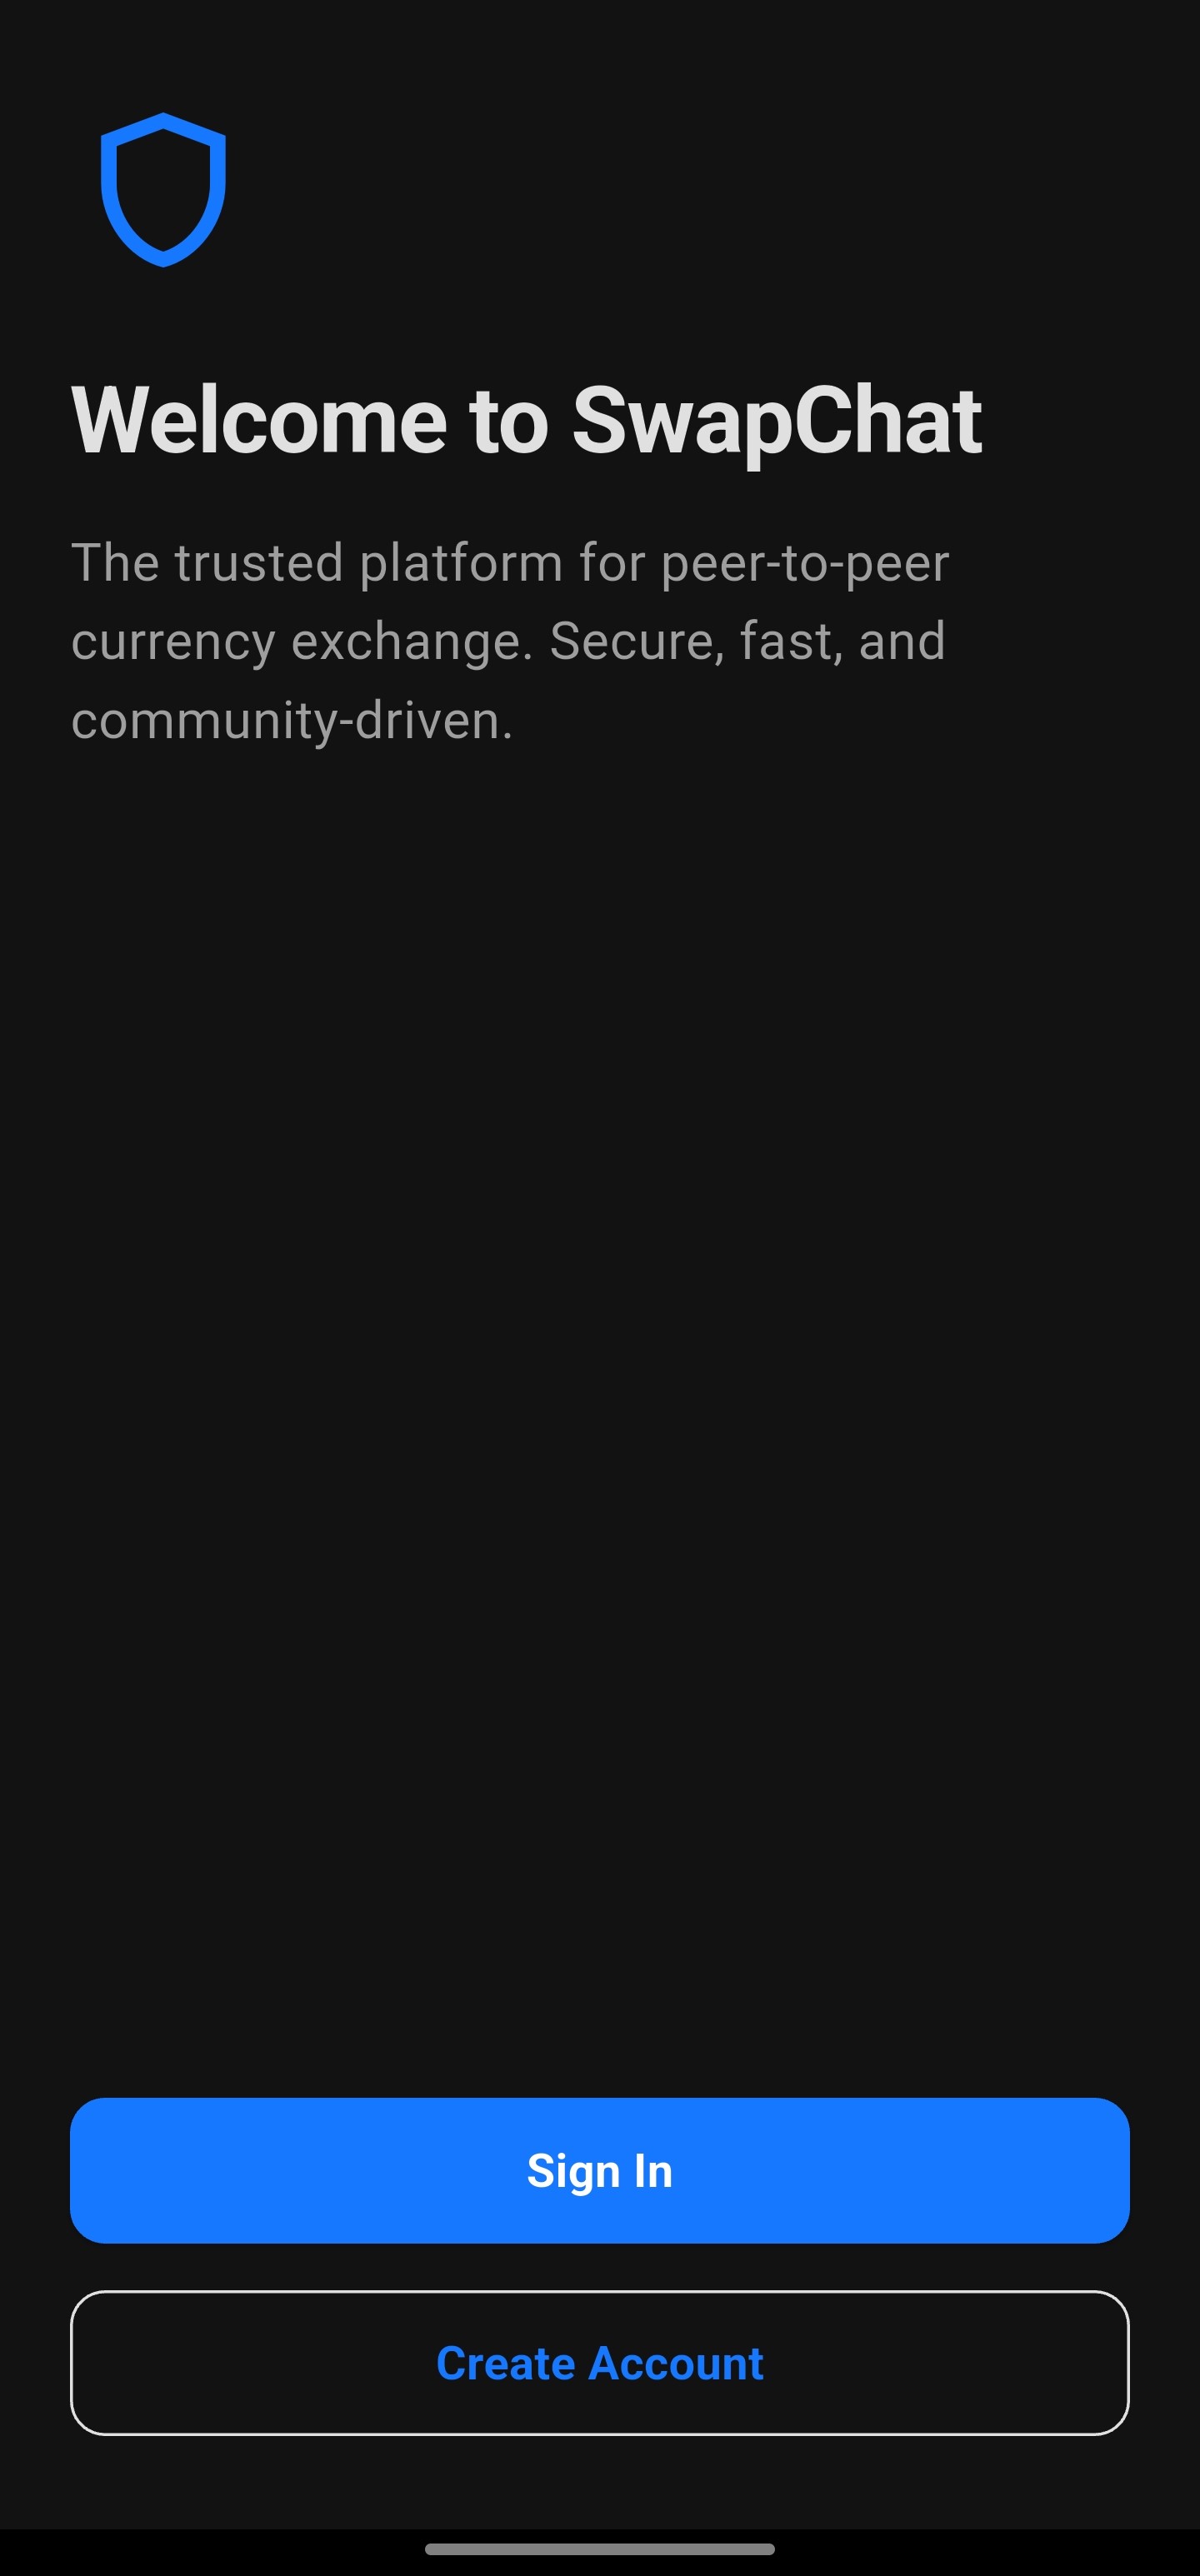 Welcome to SwapChat
The trusted platform for peer-to-peer
currency exchange. Secure, fast, and
community-driven.
Sign In
Create Account